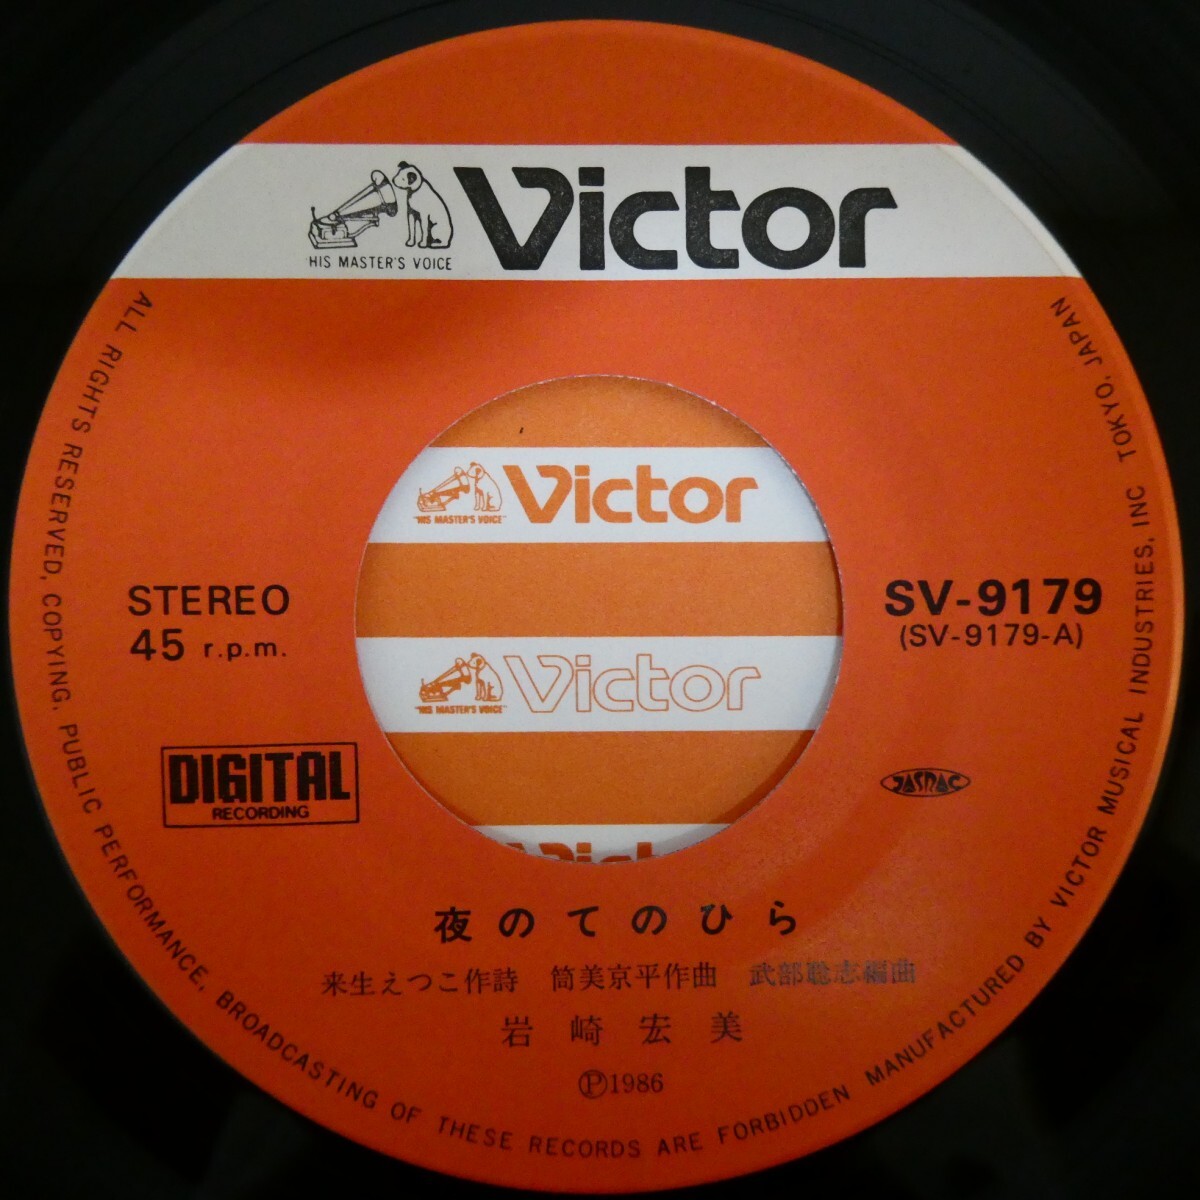 Victor
HIS MASTER'S VOICE
Victor
"HIS MASTER'S VOICE"
Victor
"HIS MASTER'S VOICE"
Victor
STEREO
45 r.p.m.
SV-9179
(SV-9179-A)
DIGITAL
RECORDING
JASRAC
夜のてのひら
来生えつこ作詩 筒美京平作曲 武部聡志編曲
岩崎宏美
Ⓟ1986
ALL RIGHTS RESERVED, COPYING, PUBLIC PERFORMANCE, BROADCASTING OF THESE RECORDS ARE FORBIDDEN MANUFACTURED BY VICTOR MUSICAL INDUSTRIES, INC TOKYO, JAPAN